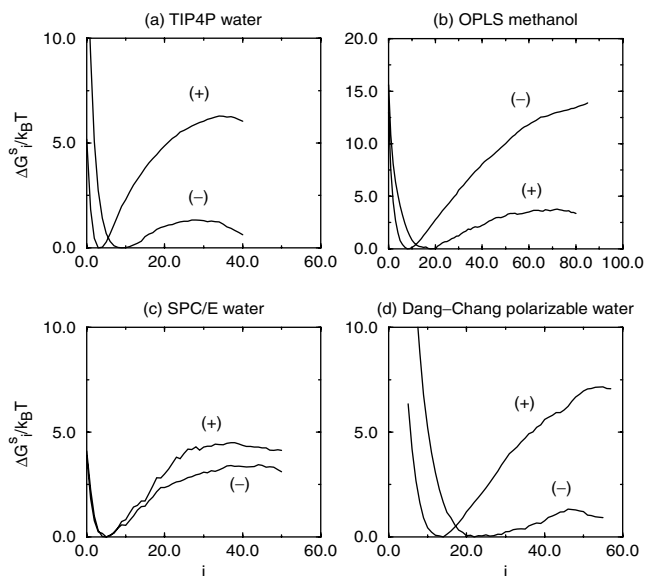 (a) TIP4P water
(b) OPLS methanol
ΔG^s_i/k_BT
10.0
5.0
0.0
(+)
(−)
0.0 20.0 40.0 60.0
20.0
15.0
10.0
5.0
0.0
(−)
(+)
0.0 20.0 40.0 60.0 80.0 100.0
(c) SPC/E water
(d) Dang−Chang polarizable water
ΔG^s_i/k_BT
10.0
5.0
0.0
(+)
(−)
0.0 20.0 40.0 60.0
i
10.0
5.0
0.0
(+)
(−)
0.0 20.0 40.0 60.0
i